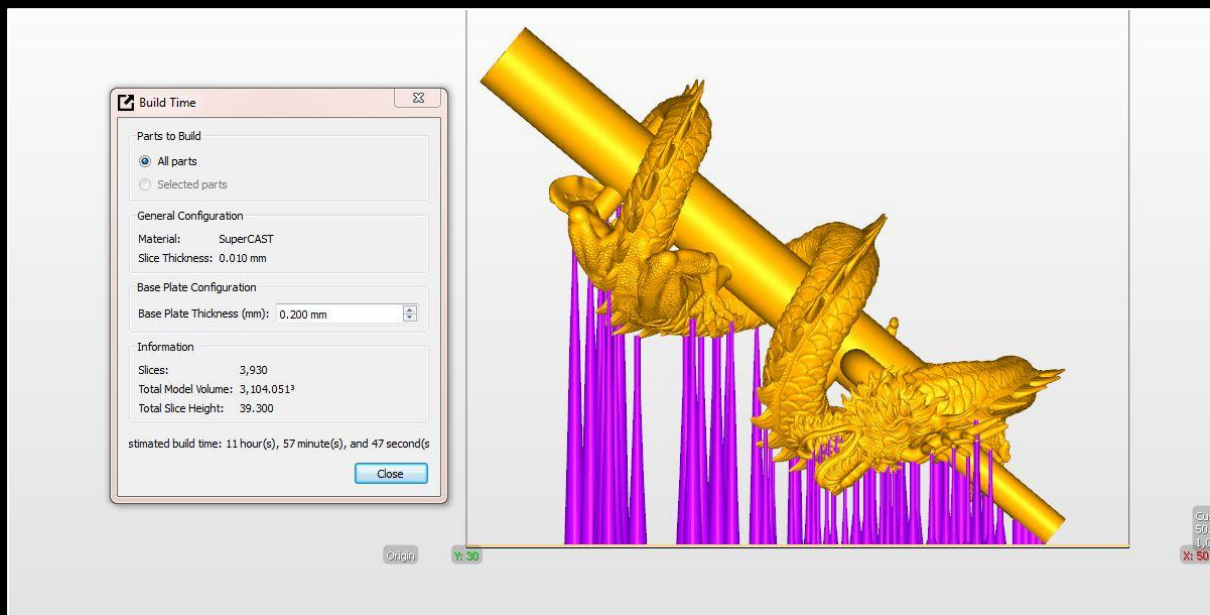 Build Time
Parts to Build
All parts
Selected parts
General Configuration
Material: SuperCAST
Slice Thickness: 0.010 mm
Base Plate Configuration
Base Plate Thickness (mm): 0.200 mm
Information
Slices: 3,930
Total Model Volume: 3,104.051³
Total Slice Height: 39.300
stimated build time: 11 hour(s), 57 minute(s), and 47 second(s
Close
Origin
Y: 30
50.
1,0
X: 50